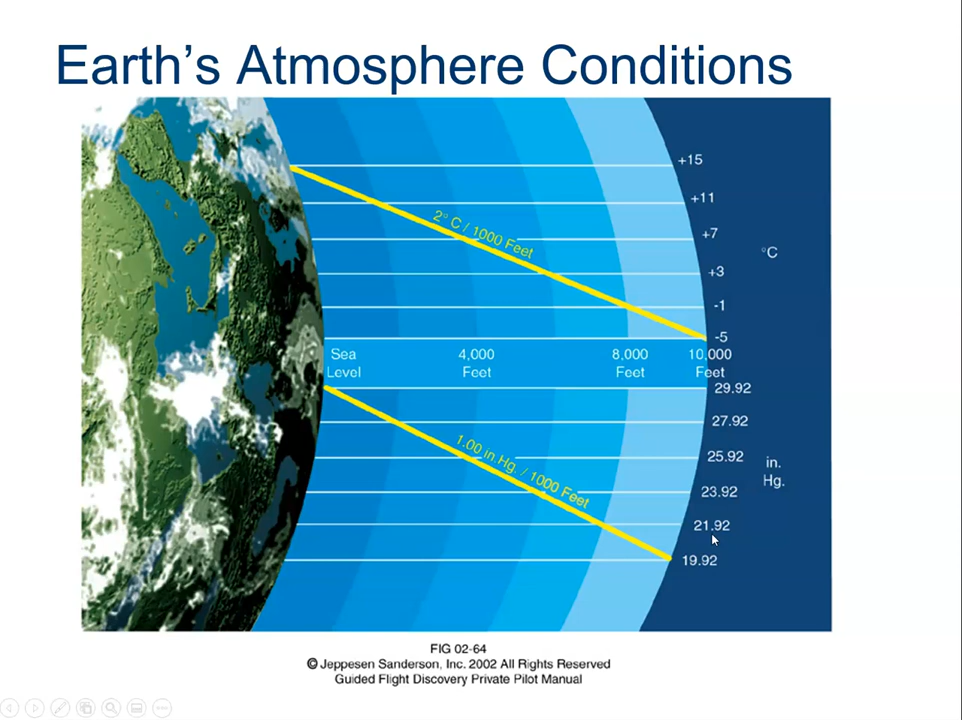 Earth's Atmosphere Conditions
+15
+11
+7
°C
+3
-1
-5
2° C / 1000 Feet
Sea Level
4,000 Feet
8,000 Feet
10,000 Feet
29.92
27.92
25.92
in. Hg.
23.92
21.92
19.92
1.00 in.Hg. / 1000 Feet
FIG 02-64
© Jeppesen Sanderson, Inc. 2002 All Rights Reserved
Guided Flight Discovery Private Pilot Manual